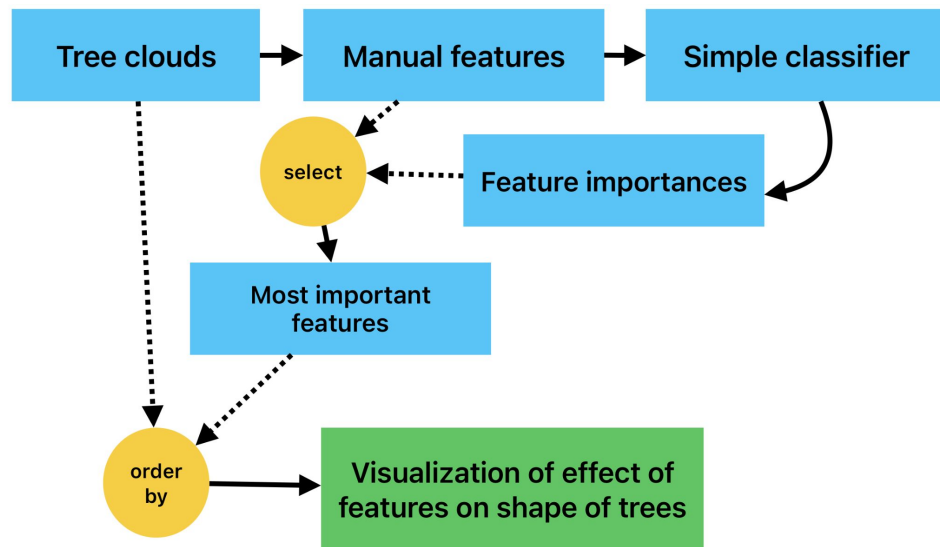 Tree clouds
Manual features
Simple classifier
select
Feature importances
Most important
features
order
by
Visualization of effect of
features on shape of trees